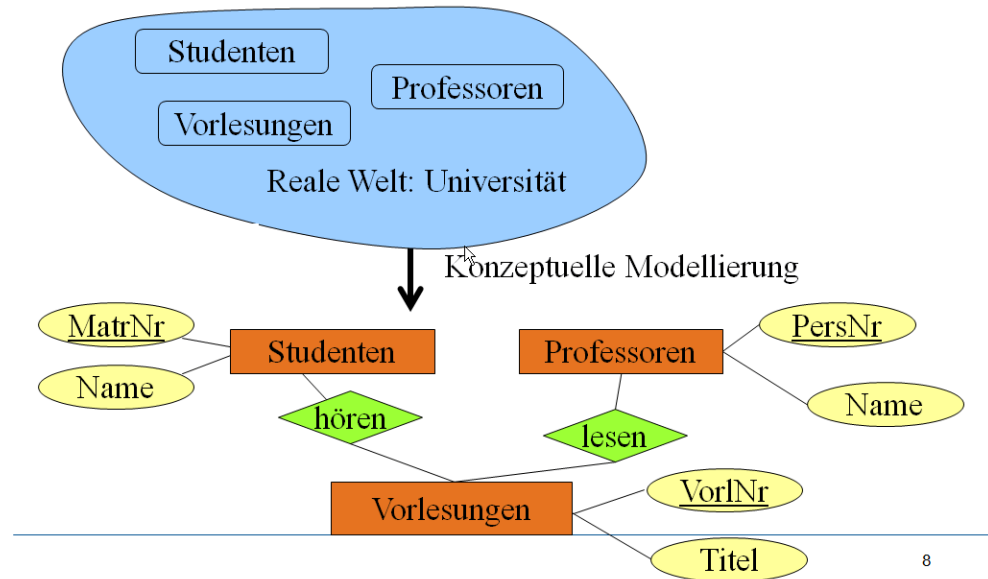 Studenten
Professoren
Vorlesungen
Reale Welt: Universität
Konzeptuelle Modellierung
MatrNr
Studenten
Professoren
PersNr
Name
Name
hören
lesen
VorlNr
Vorlesungen
Titel
8